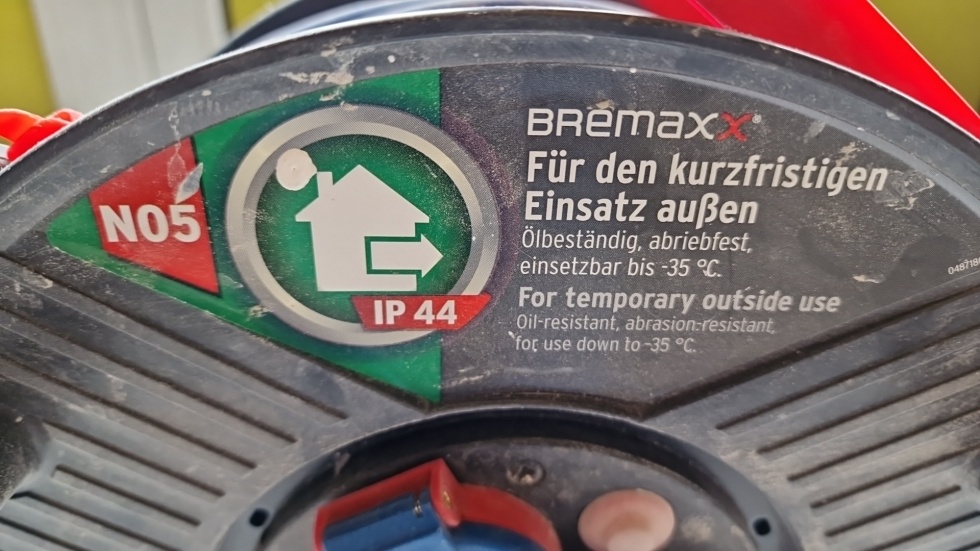 N05
IP 44
BRemaxx®
Für den kurzfristigen
Einsatz außen
Ölbeständig, abriebfest,
einsetzbar bis -35 °C.
For temporary outside use
Oil-resistant, abrasion-resistant,
for use down to -35 °C.